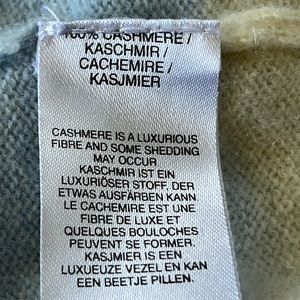 100% CASHMERE /
KASCHMIR /
CACHEMIRE /
KASJMIER
CASHMERE IS A LUXURIOUS
FIBRE AND SOME SHEDDING
MAY OCCUR
KASCHMIR IST EIN
LUXURIÖSER STOFF, DER
ETWAS AUSFÄRBEN KANN
LE CACHEMIRE EST UNE
FIBRE DE LUXE ET
QUELQUES BOULOCHES
PEUVENT SE FORMER.
KASJMIER IS EEN
LUXUEUZE VEZEL EN KAN
EEN BEETJE PILLEN.